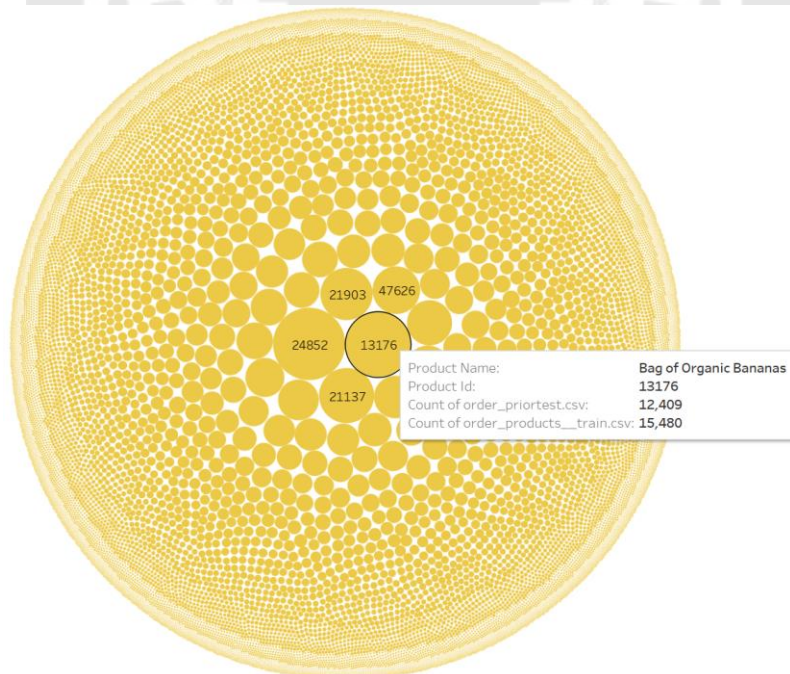 21903
47626
24852
13176
21137
Product Name: Bag of Organic Bananas
Product Id: 13176
Count of order_priortest.csv: 12,409
Count of order_products__train.csv: 15,480